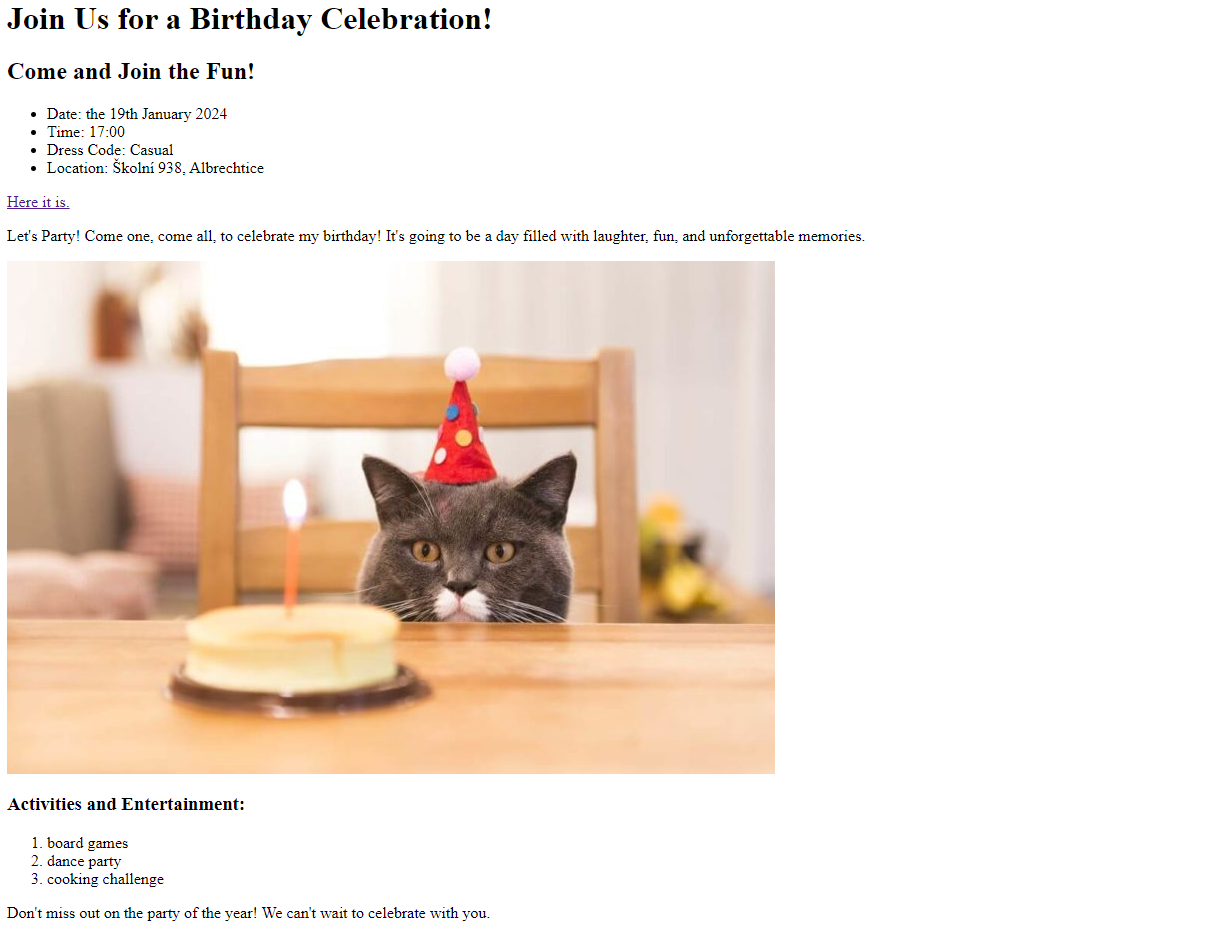 Join Us for a Birthday Celebration!
Come and Join the Fun!
Date: the 19th January 2024
Time: 17:00
Dress Code: Casual
Location: Školní 938, Albrechtice
Here it is.
Let's Party! Come one, come all, to celebrate my birthday! It's going to be a day filled with laughter, fun, and unforgettable memories.
Activities and Entertainment:
1. board games
2. dance party
3. cooking challenge
Don't miss out on the party of the year! We can't wait to celebrate with you.